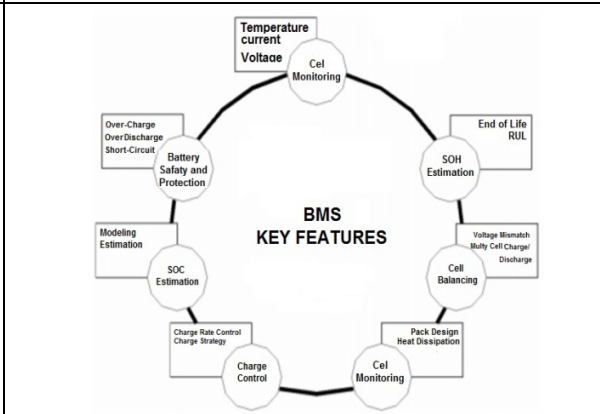 Temperature
current
Voltage
Cel
Monitoring
End of Life
RUL
SOH
Estimation
Voltage Mismatch
Multy Cell Charge/
Discharge
Cell
Balancing
Pack Design
Heat Dissipation
Cel
Monitoring
Charge Rate Control
Charge Strategy
Charge
Control
Modeling
Estimation
SOC
Estimation
Over-Charge
OverDischarge
Short-Circuit
Battery
Safaty and
Protection
BMS
KEY FEATURES